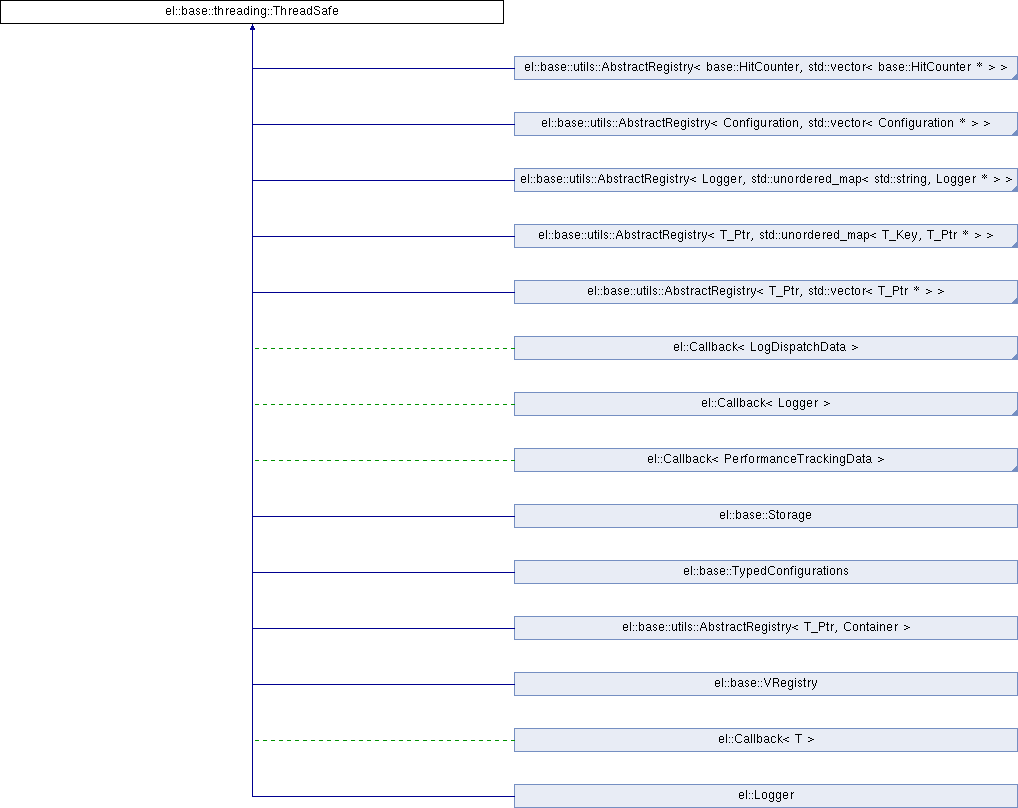 el::base::threading::ThreadSafe
el::base::utils::AbstractRegistry< base::HitCounter, std::vector< base::HitCounter * > >
el::base::utils::AbstractRegistry< Configuration, std::vector< Configuration * > >
el::base::utils::AbstractRegistry< Logger, std::unordered_map< std::string, Logger * > >
el::base::utils::AbstractRegistry< T_Ptr, std::unordered_map< T_Key, T_Ptr * > >
el::base::utils::AbstractRegistry< T_Ptr, std::vector< T_Ptr * > >
el::Callback< LogDispatchData >
el::Callback< Logger >
el::Callback< PerformanceTrackingData >
el::base::Storage
el::base::TypedConfigurations
el::base::utils::AbstractRegistry< T_Ptr, Container >
el::base::VRegistry
el::Callback< T >
el::Logger